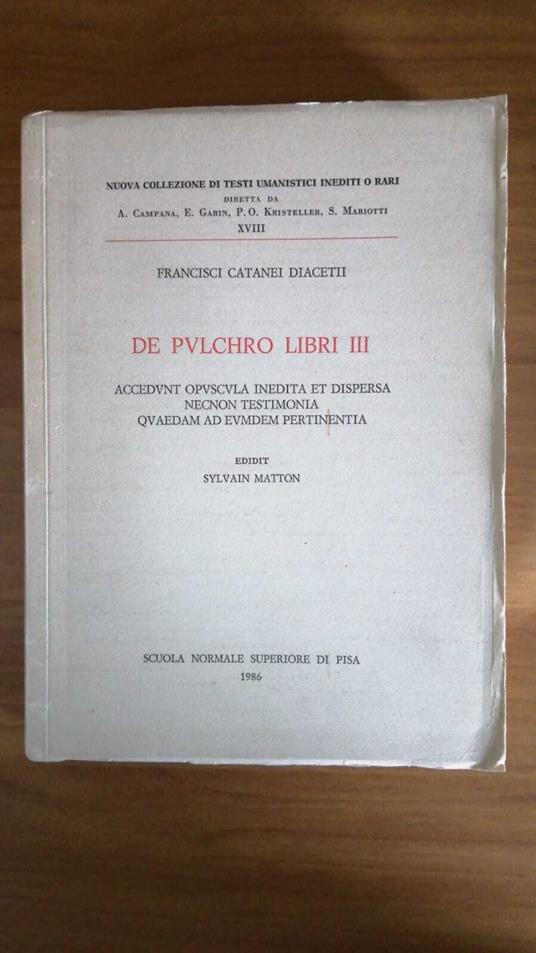 NUOVA COLLEZIONE DI TESTI UMANISTICI INEDITI O RARI
DIRETTA DA
A. CAMPANA, E. GARIN, P. O. KRISTELLER, S. MARIOTTI
XVIII
FRANCISCI CATANEI DIACETII
DE PVLCHRO LIBRI III
ACCEDVNT OPVSCVLA INEDITA ET DISPERSA
NECNON TESTIMONIA
QVAEDAM AD EVMDEM PERTINENTIA
EDIDIT
SYLVAIN MATTON
SCUOLA NORMALE SUPERIORE DI PISA
1986